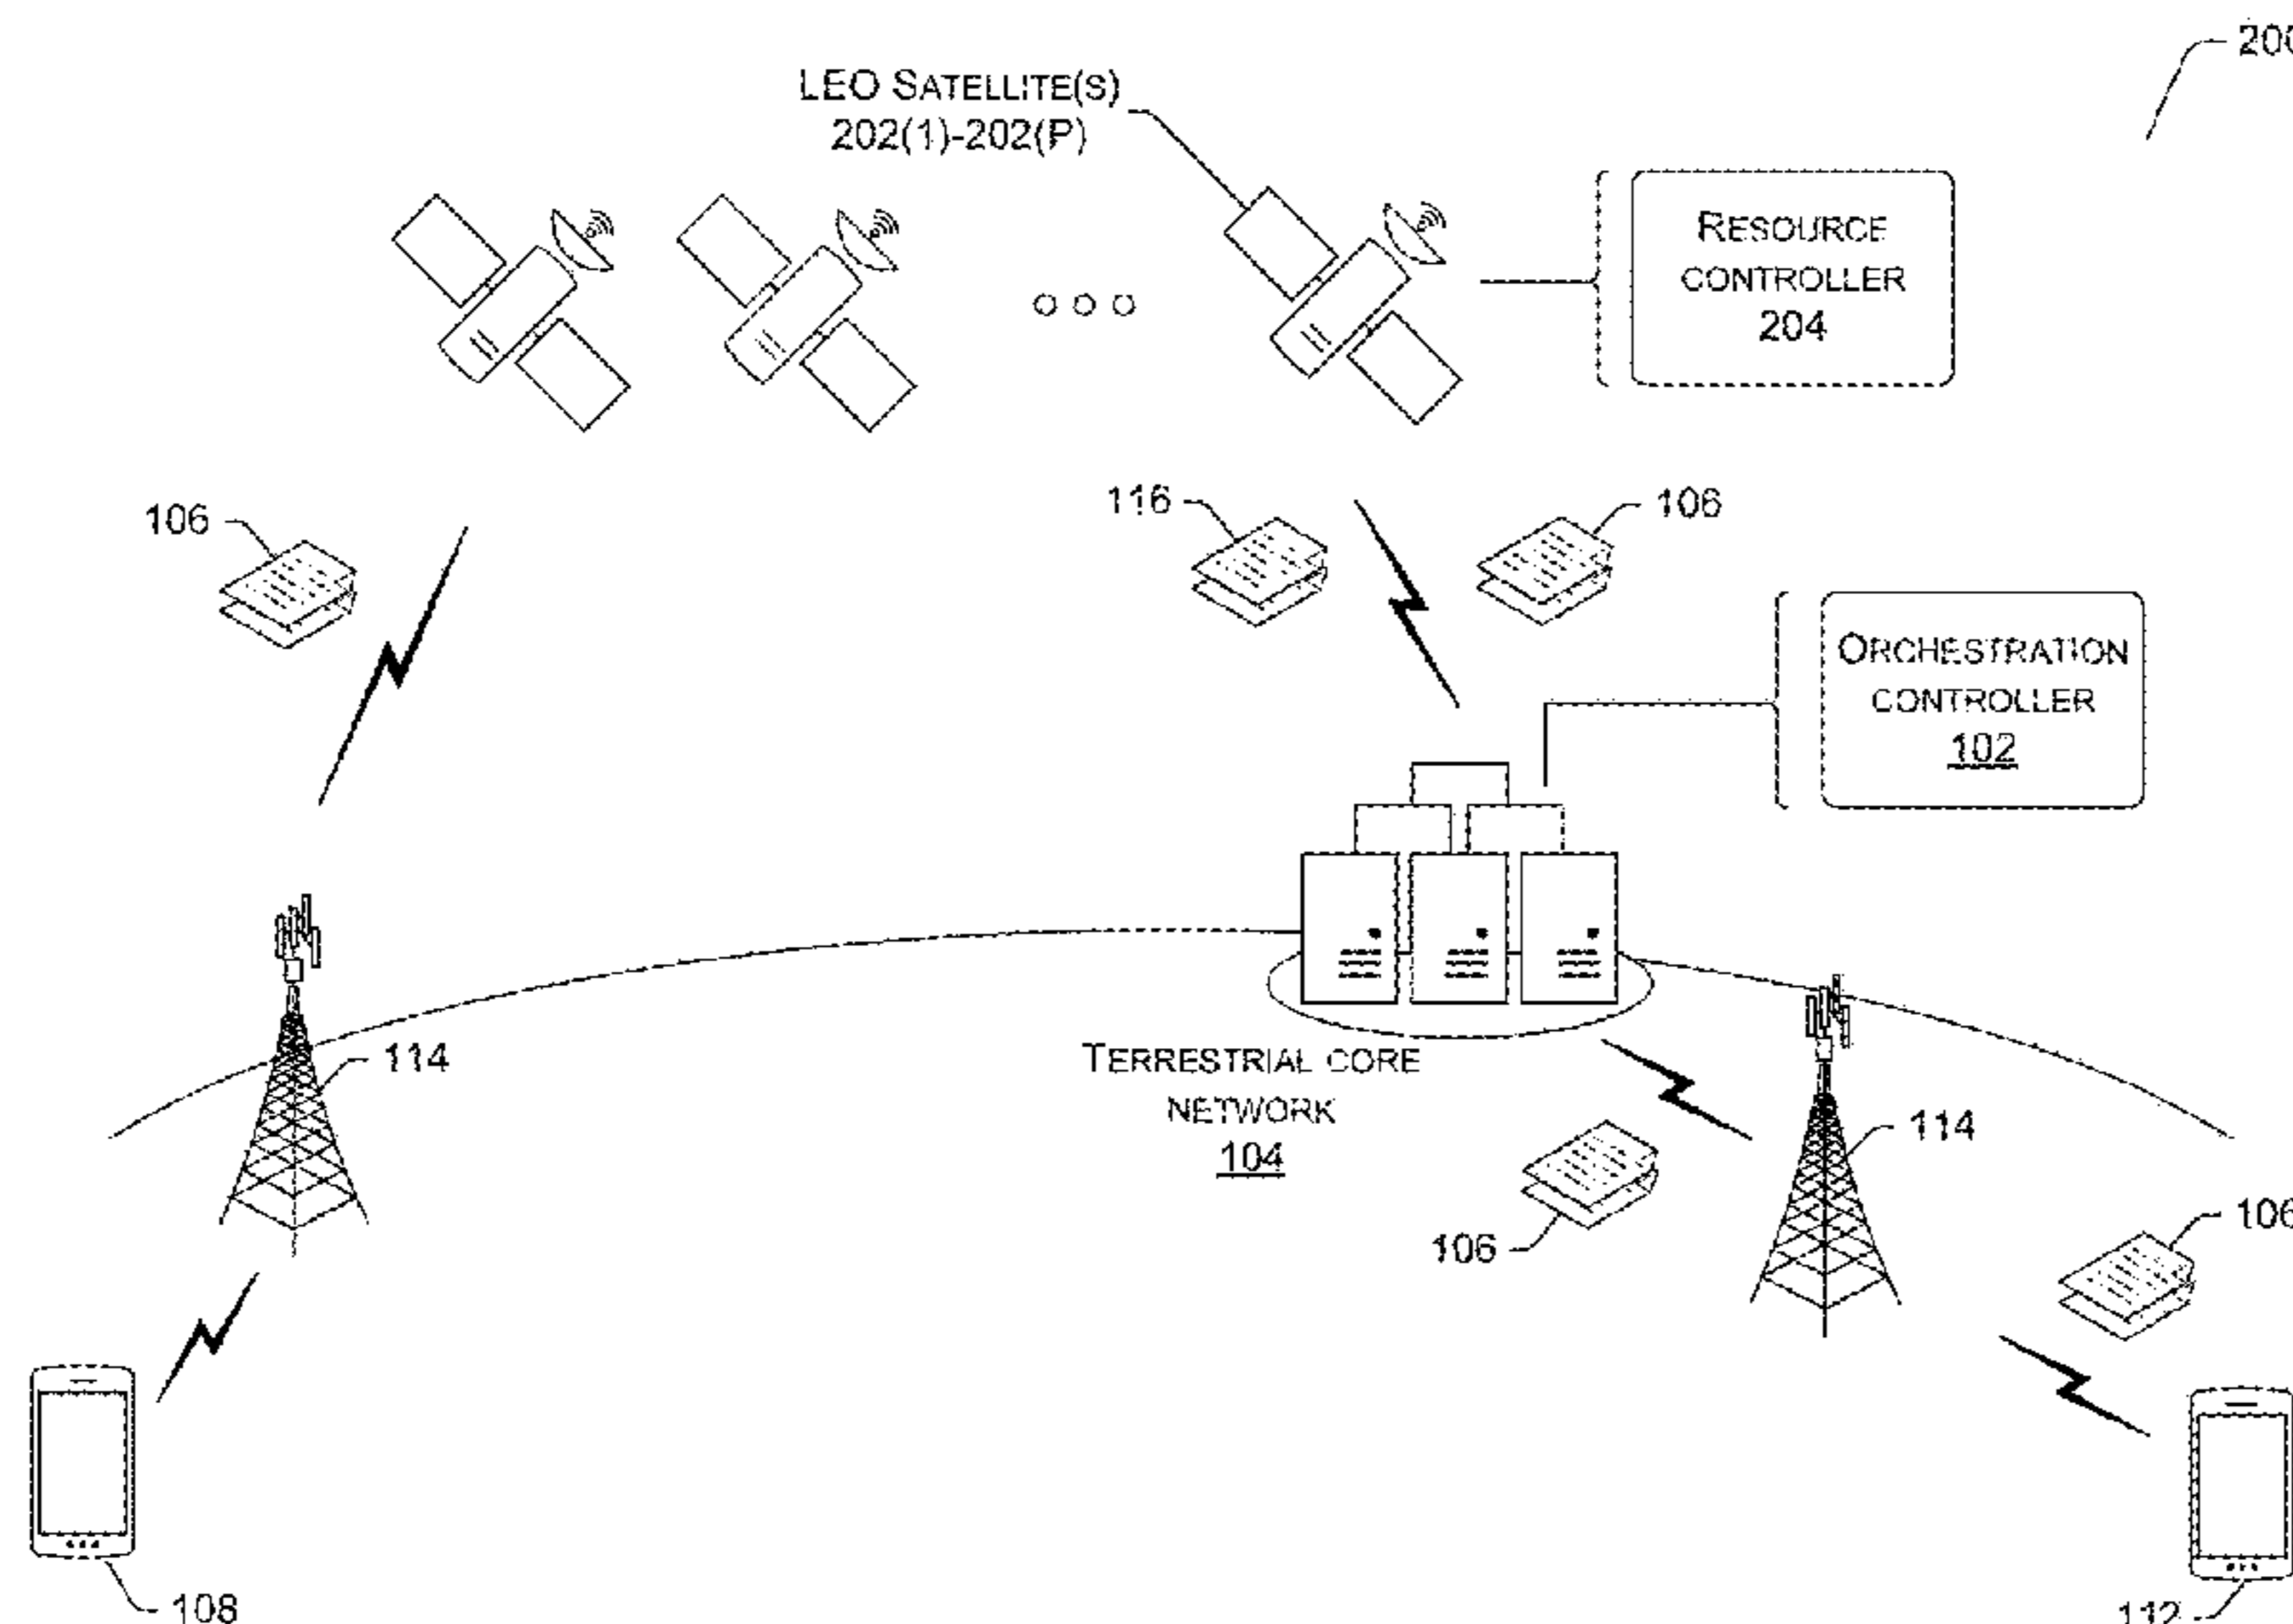 200
LEO SATELLITE(S)
202(1)-202(P)
RESOURCE
CONTROLLER
204
106
116
106
ORCHESTRATION
CONTROLLER
102
114
TERRESTRIAL CORE
NETWORK
104
114
106
106
108
112